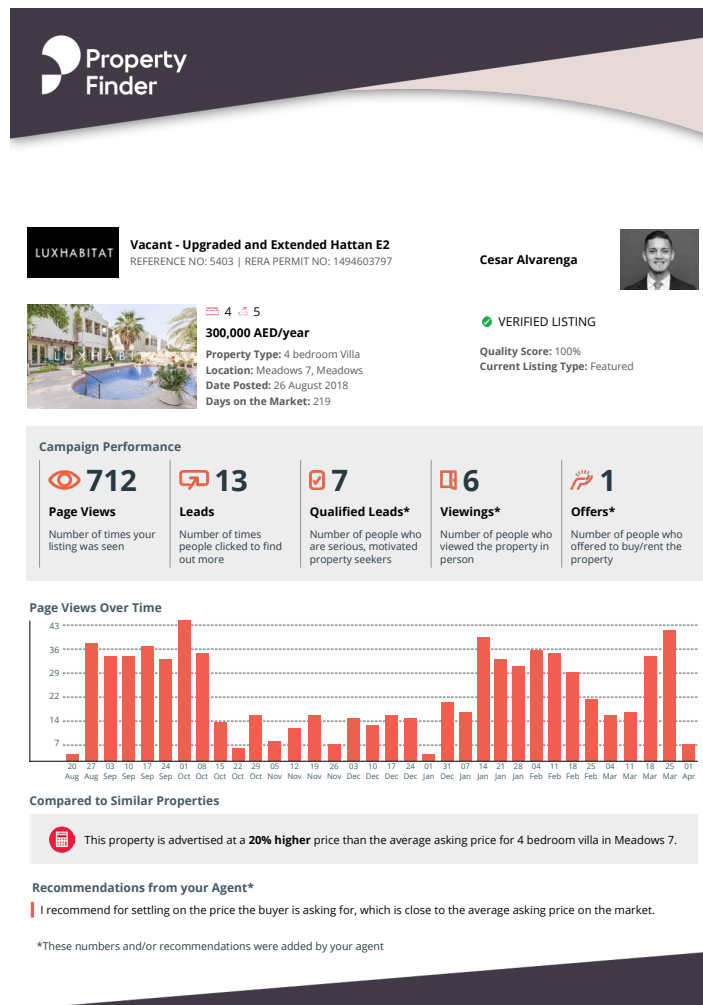 Property
Finder
LUXHABITAT
Vacant - Upgraded and Extended Hattan E2
REFERENCE NO: 5403 | RERA PERMIT NO: 1494603797
Cesar Alvarenga
LUXHABITAT
4 5
300,000 AED/year
Property Type: 4 bedroom Villa
Location: Meadows 7, Meadows
Date Posted: 26 August 2018
Days on the Market: 219
VERIFIED LISTING
Quality Score: 100%
Current Listing Type: Featured
Campaign Performance
712
Page Views
Number of times your
listing was seen
13
Leads
Number of times
people clicked to find
out more
7
Qualified Leads*
Number of people who
are serious, motivated
property seekers
6
Viewings*
Number of people who
viewed the property in
person
1
Offers*
Number of people who
offered to buy/rent the
property
Page Views Over Time
43
36
29
22
14
7
20 27 03 10 17 24 01 08 15 22 29 05 12 19 26 03 10 17 24 01 31 07 14 21 28 04 11 18 25 04 11 18 25 01
Aug Aug Sep Sep Sep Sep Oct Oct Oct Oct Oct Nov Nov Nov Nov Dec Dec Dec Dec Jan Dec Jan Jan Jan Jan Feb Feb Feb Feb Mar Mar Mar Mar Apr
Compared to Similar Properties
This property is advertised at a 20% higher price than the average asking price for 4 bedroom villa in Meadows 7.
Recommendations from your Agent*
I recommend for settling on the price the buyer is asking for, which is close to the average asking price on the market.
*These numbers and/or recommendations were added by your agent